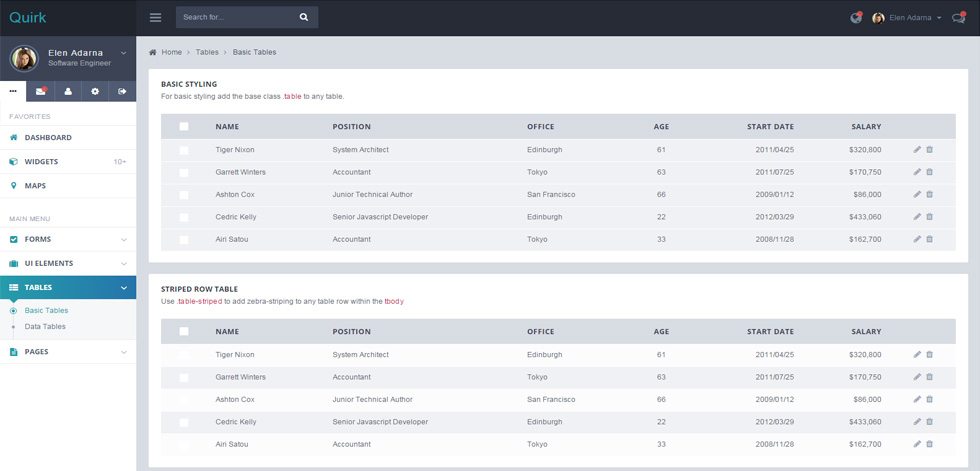 Quirk
Search for...
Elen Adarna
Elen Adarna
Software Engineer
FAVORITES
DASHBOARD
WIDGETS 10+
MAPS
MAIN MENU
FORMS
UI ELEMENTS
TABLES
Basic Tables
Data Tables
PAGES
Home > Tables > Basic Tables
BASIC STYLING
For basic styling add the base class .table to any table.
NAME POSITION OFFICE AGE START DATE SALARY
Tiger Nixon System Architect Edinburgh 61 2011/04/25 $320,800
Garrett Winters Accountant Tokyo 63 2011/07/25 $170,750
Ashton Cox Junior Technical Author San Francisco 66 2009/01/12 $86,000
Cedric Kelly Senior Javascript Developer Edinburgh 22 2012/03/29 $433,060
Airi Satou Accountant Tokyo 33 2008/11/28 $162,700
STRIPED ROW TABLE
Use .table-striped to add zebra-striping to any table row within the tbody
NAME POSITION OFFICE AGE START DATE SALARY
Tiger Nixon System Architect Edinburgh 61 2011/04/25 $320,800
Garrett Winters Accountant Tokyo 63 2011/07/25 $170,750
Ashton Cox Junior Technical Author San Francisco 66 2009/01/12 $86,000
Cedric Kelly Senior Javascript Developer Edinburgh 22 2012/03/29 $433,060
Airi Satou Accountant Tokyo 33 2008/11/28 $162,700